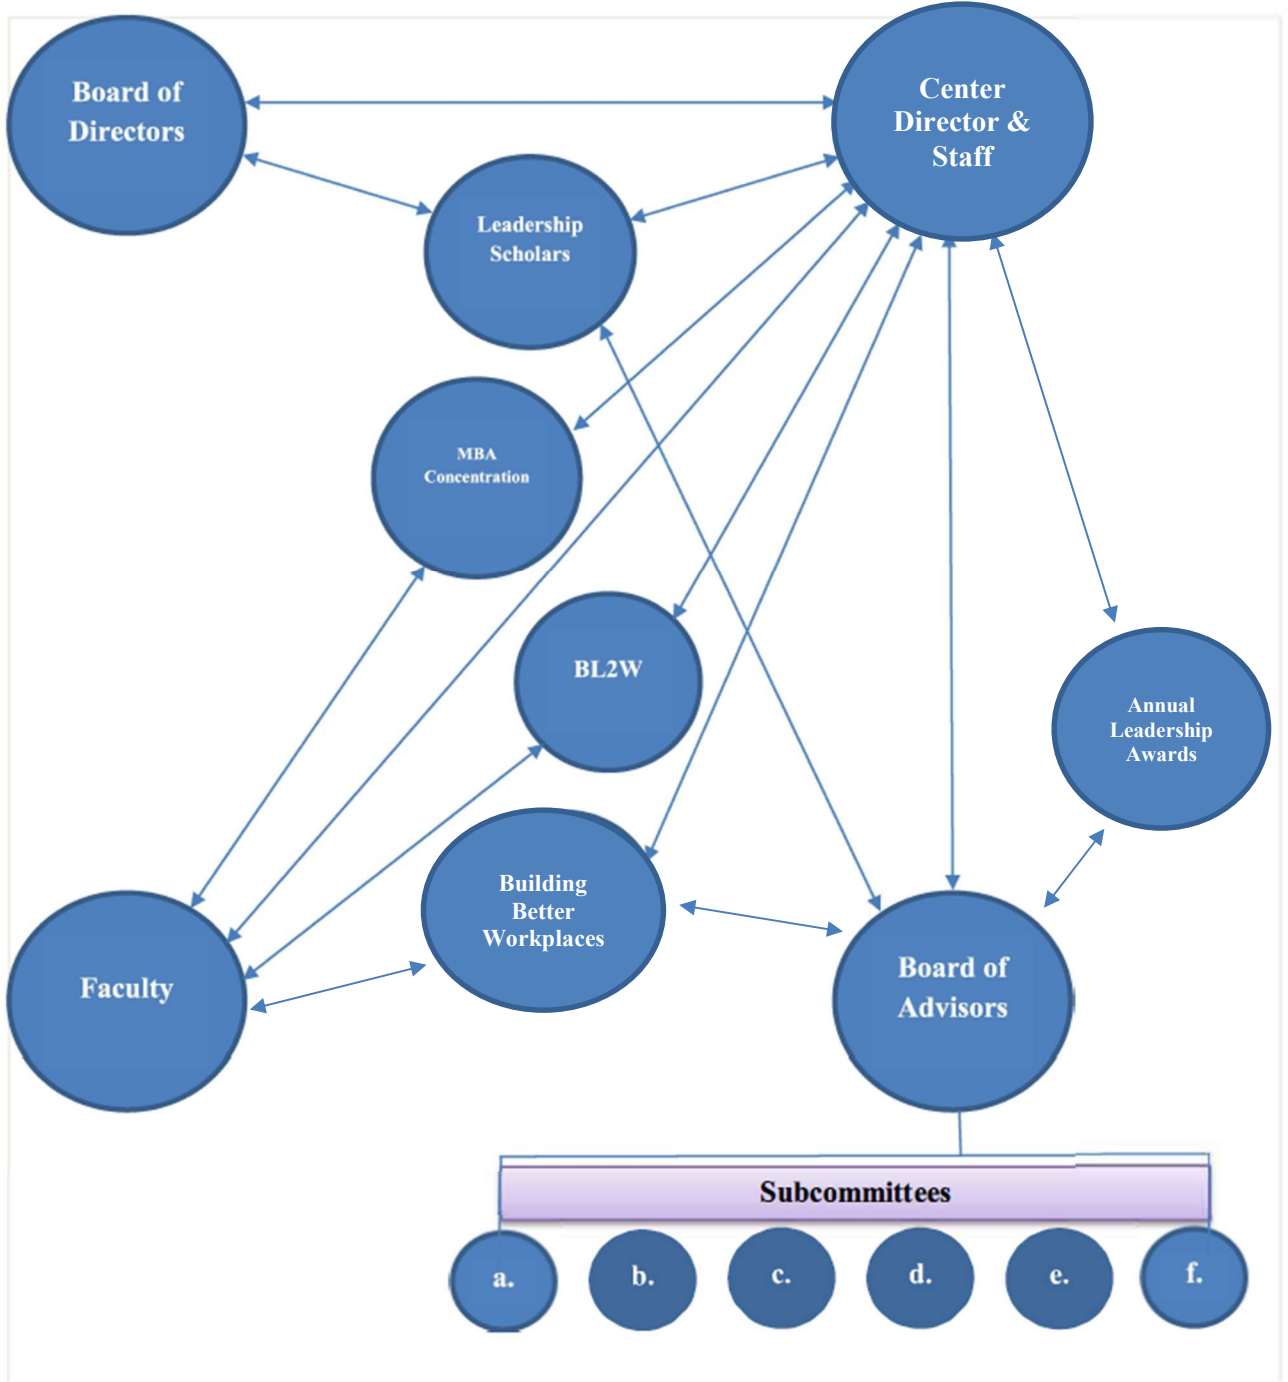 Board of
Directors
Center
Director &
Staff
Leadership
Scholars
MBA
Concentration
BL2W
Annual
Leadership
Awards
Building
Better
Workplaces
Faculty
Board of
Advisors
Subcommittees
a.
b.
c.
d.
e.
f.